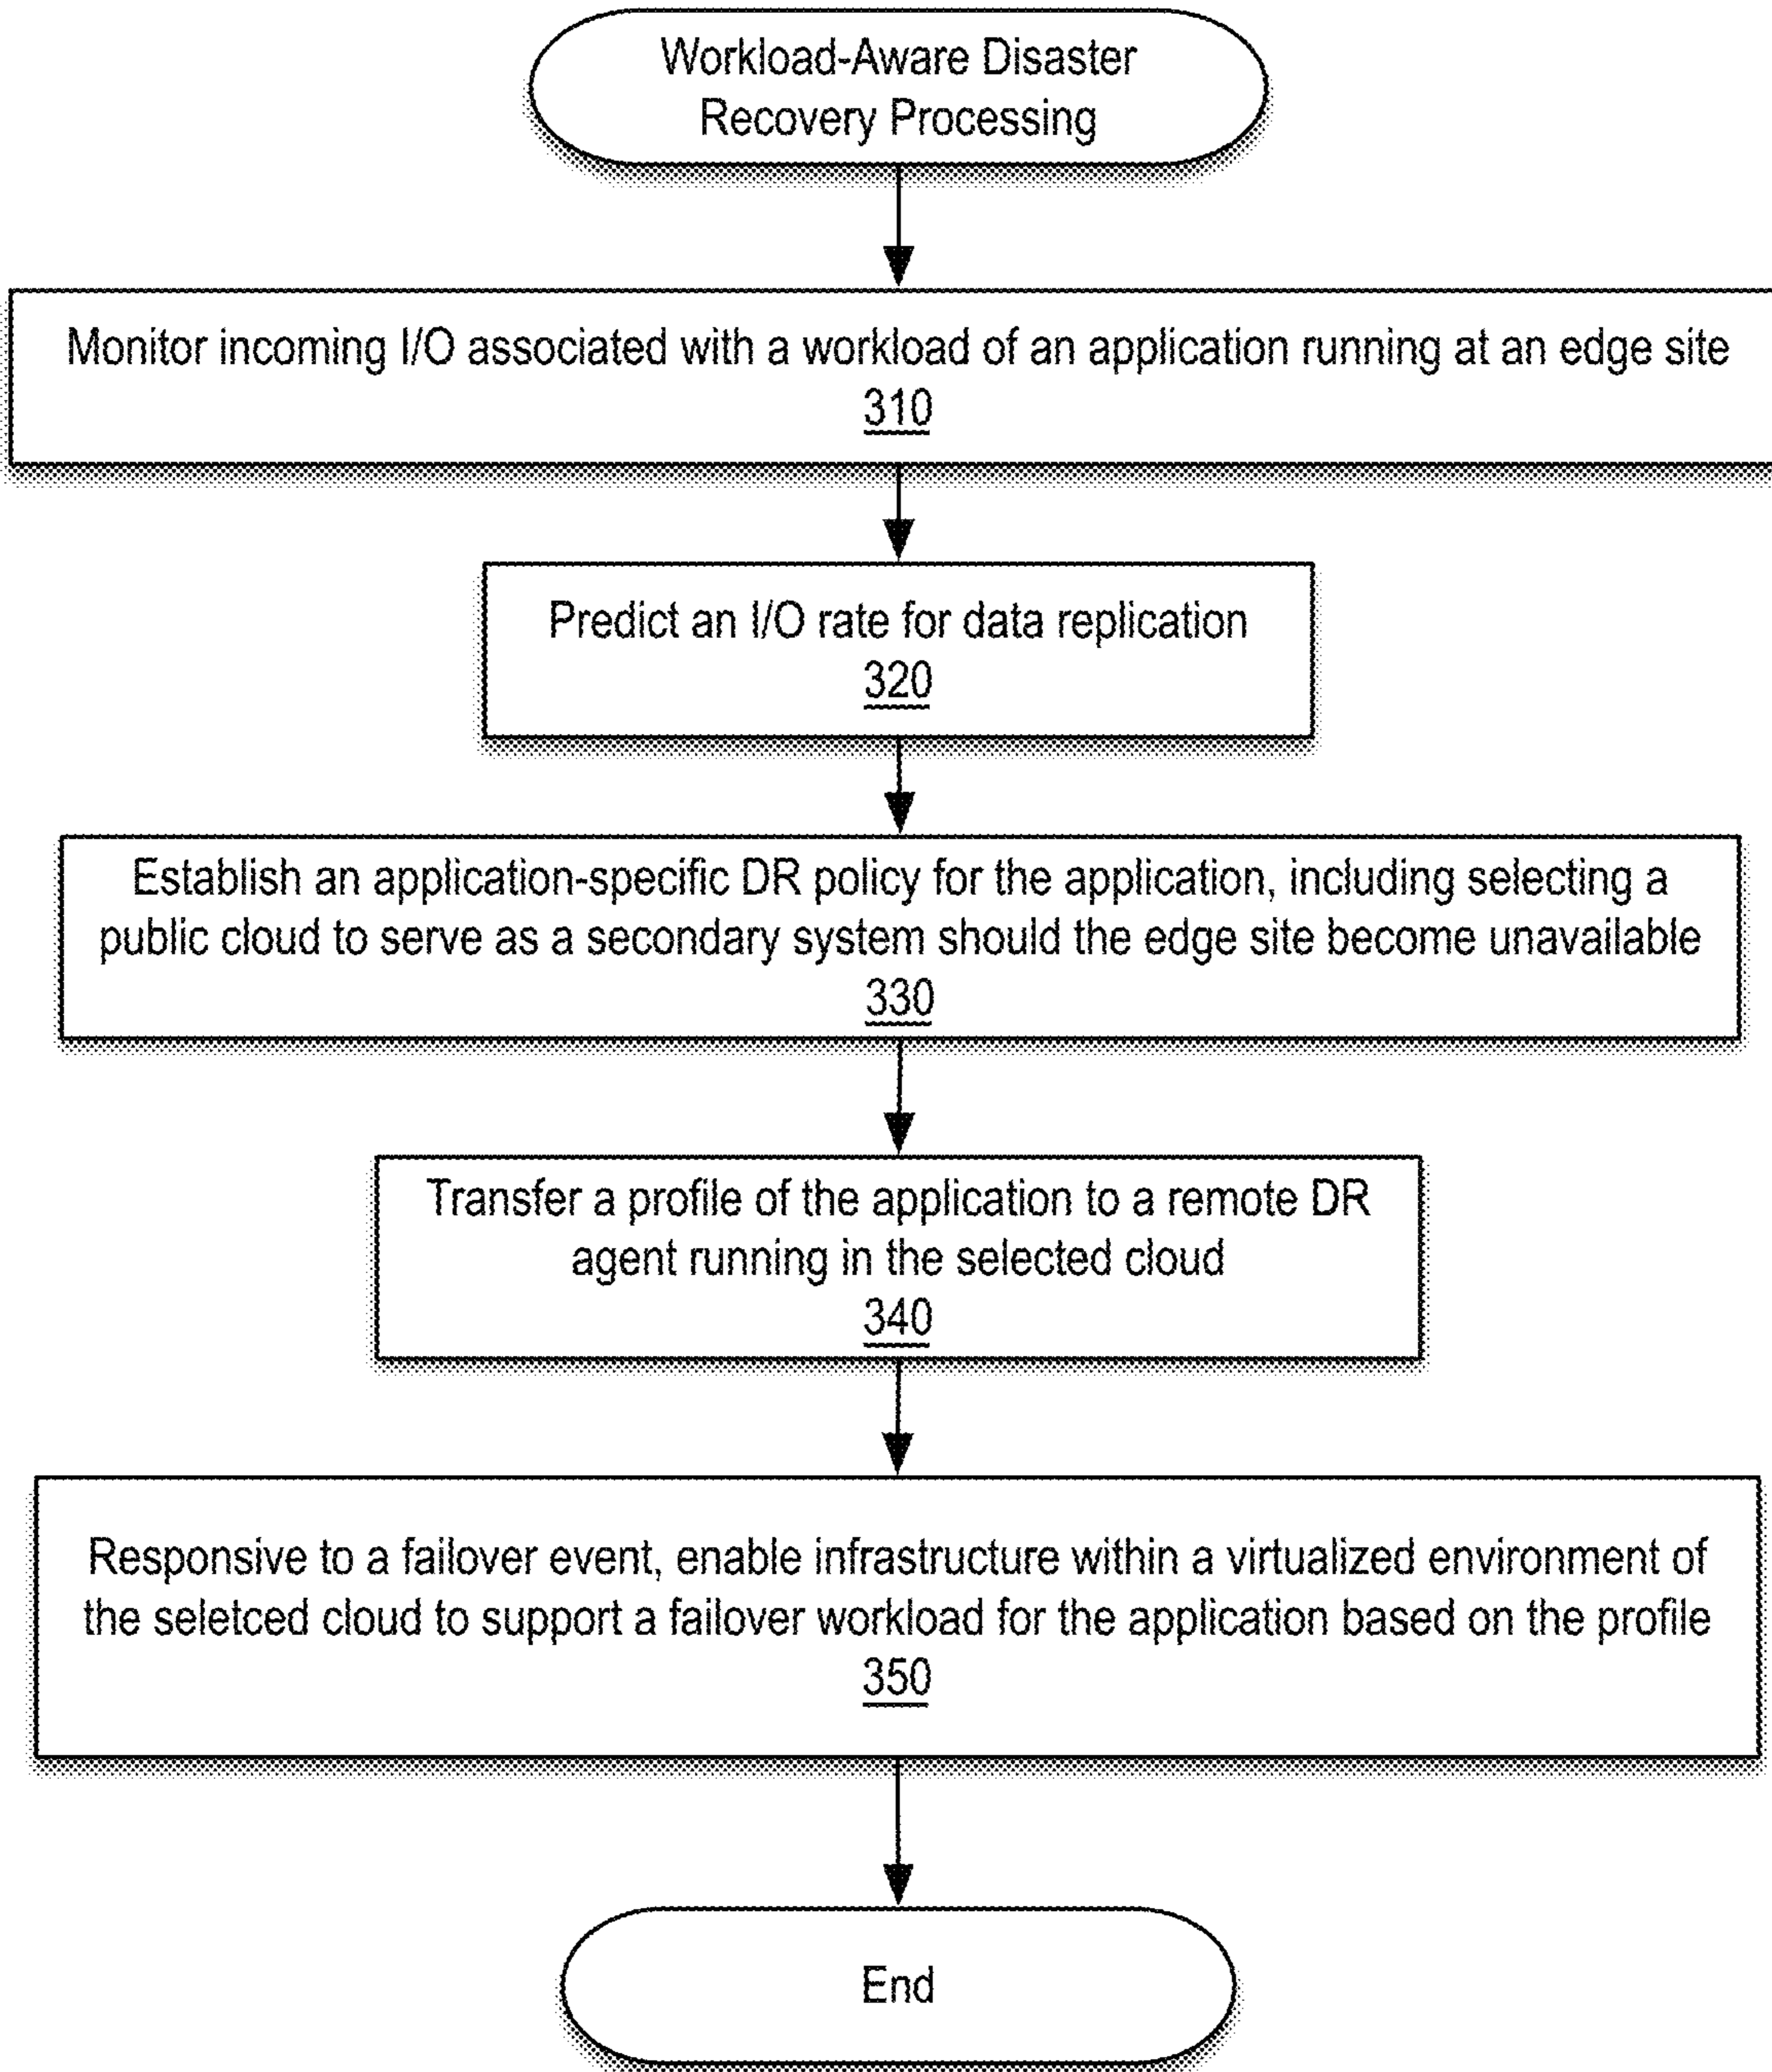 Workload-Aware Disaster
Recovery Processing
Monitor incoming I/O associated with a workload of an application running at an edge site
310
Predict an I/O rate for data replication
320
Establish an application-specific DR policy for the application, including selecting a
public cloud to serve as a secondary system should the edge site become unavailable
330
Transfer a profile of the application to a remote DR
agent running in the selected cloud
340
Responsive to a failover event, enable infrastructure within a virtualized environment of
the seletced cloud to support a failover workload for the application based on the profile
350
End